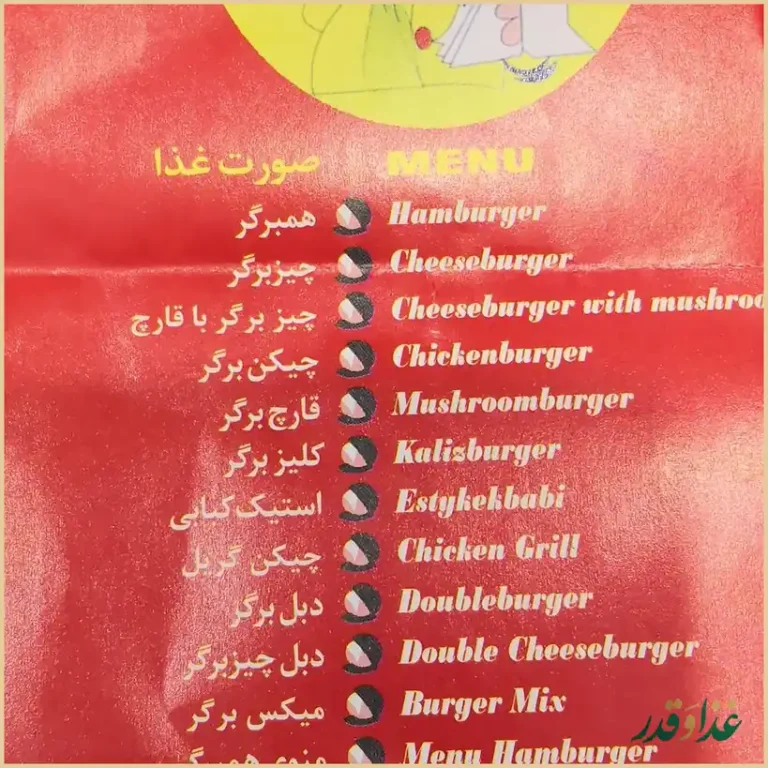 MENU صورت غذا
Hamburger همبرگر
Cheeseburger چیزبرگر
Cheeseburger with چیز برگر با قارچ
Chickenburger چیکن برگر
Mushroomburger قارچ برگر
Kalizburger کلیز برگر
Estykekbabi استیک کبابی
Chicken Grill چیکن گریل
Doubleburger دبل برگر
Double Cheeseburger دبل چیزبرگر
Burger Mix میکس برگر
Menu Hamburger منوی
غذا و قدر